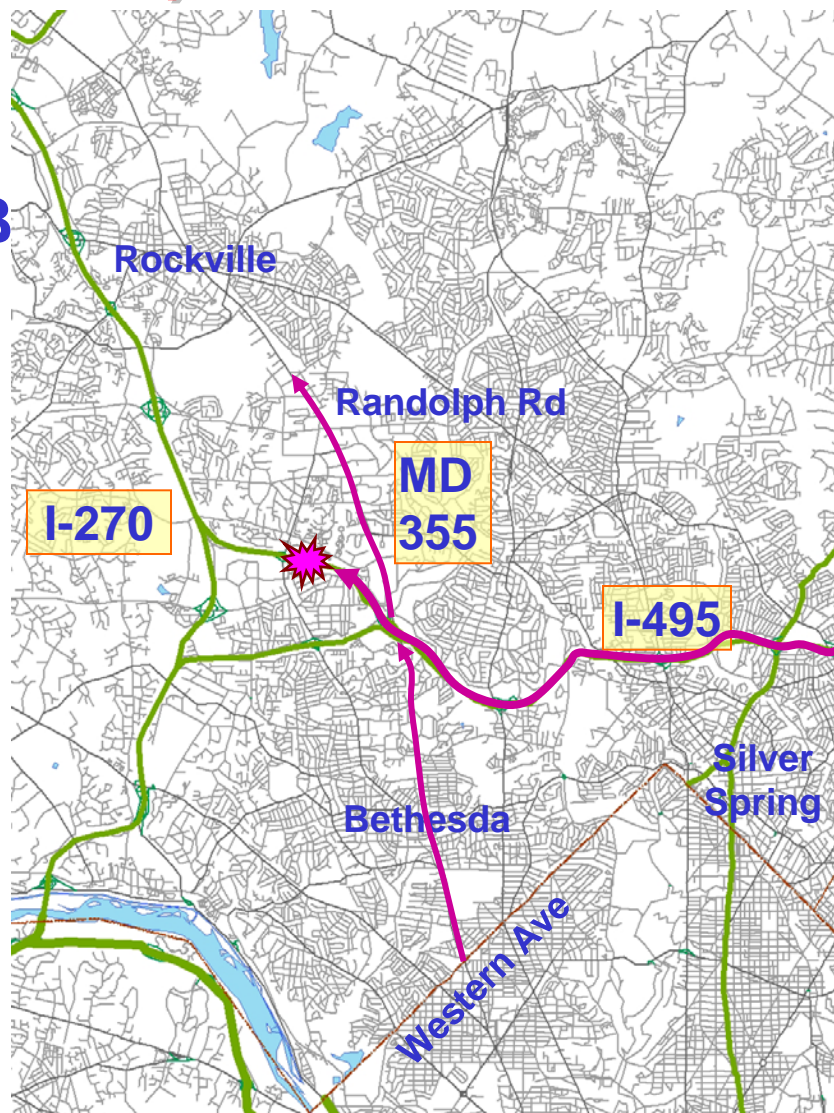 Rockville
Randolph Rd
MD
355
I-270
I-495
Silver
Spring
Bethesda
Western Ave